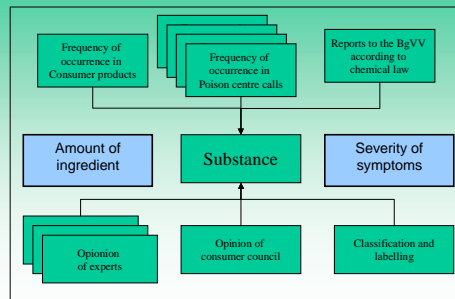 Frequency of
occurrence in
Consumer products
Frequency of
occurrence in
Poison centre calls
Reports to the BgVV
according to
chemical law
Amount of
ingredient
Substance
Severity of
symptoms
Opionion
of experts
Opinion of
consumer council
Classification and
labelling